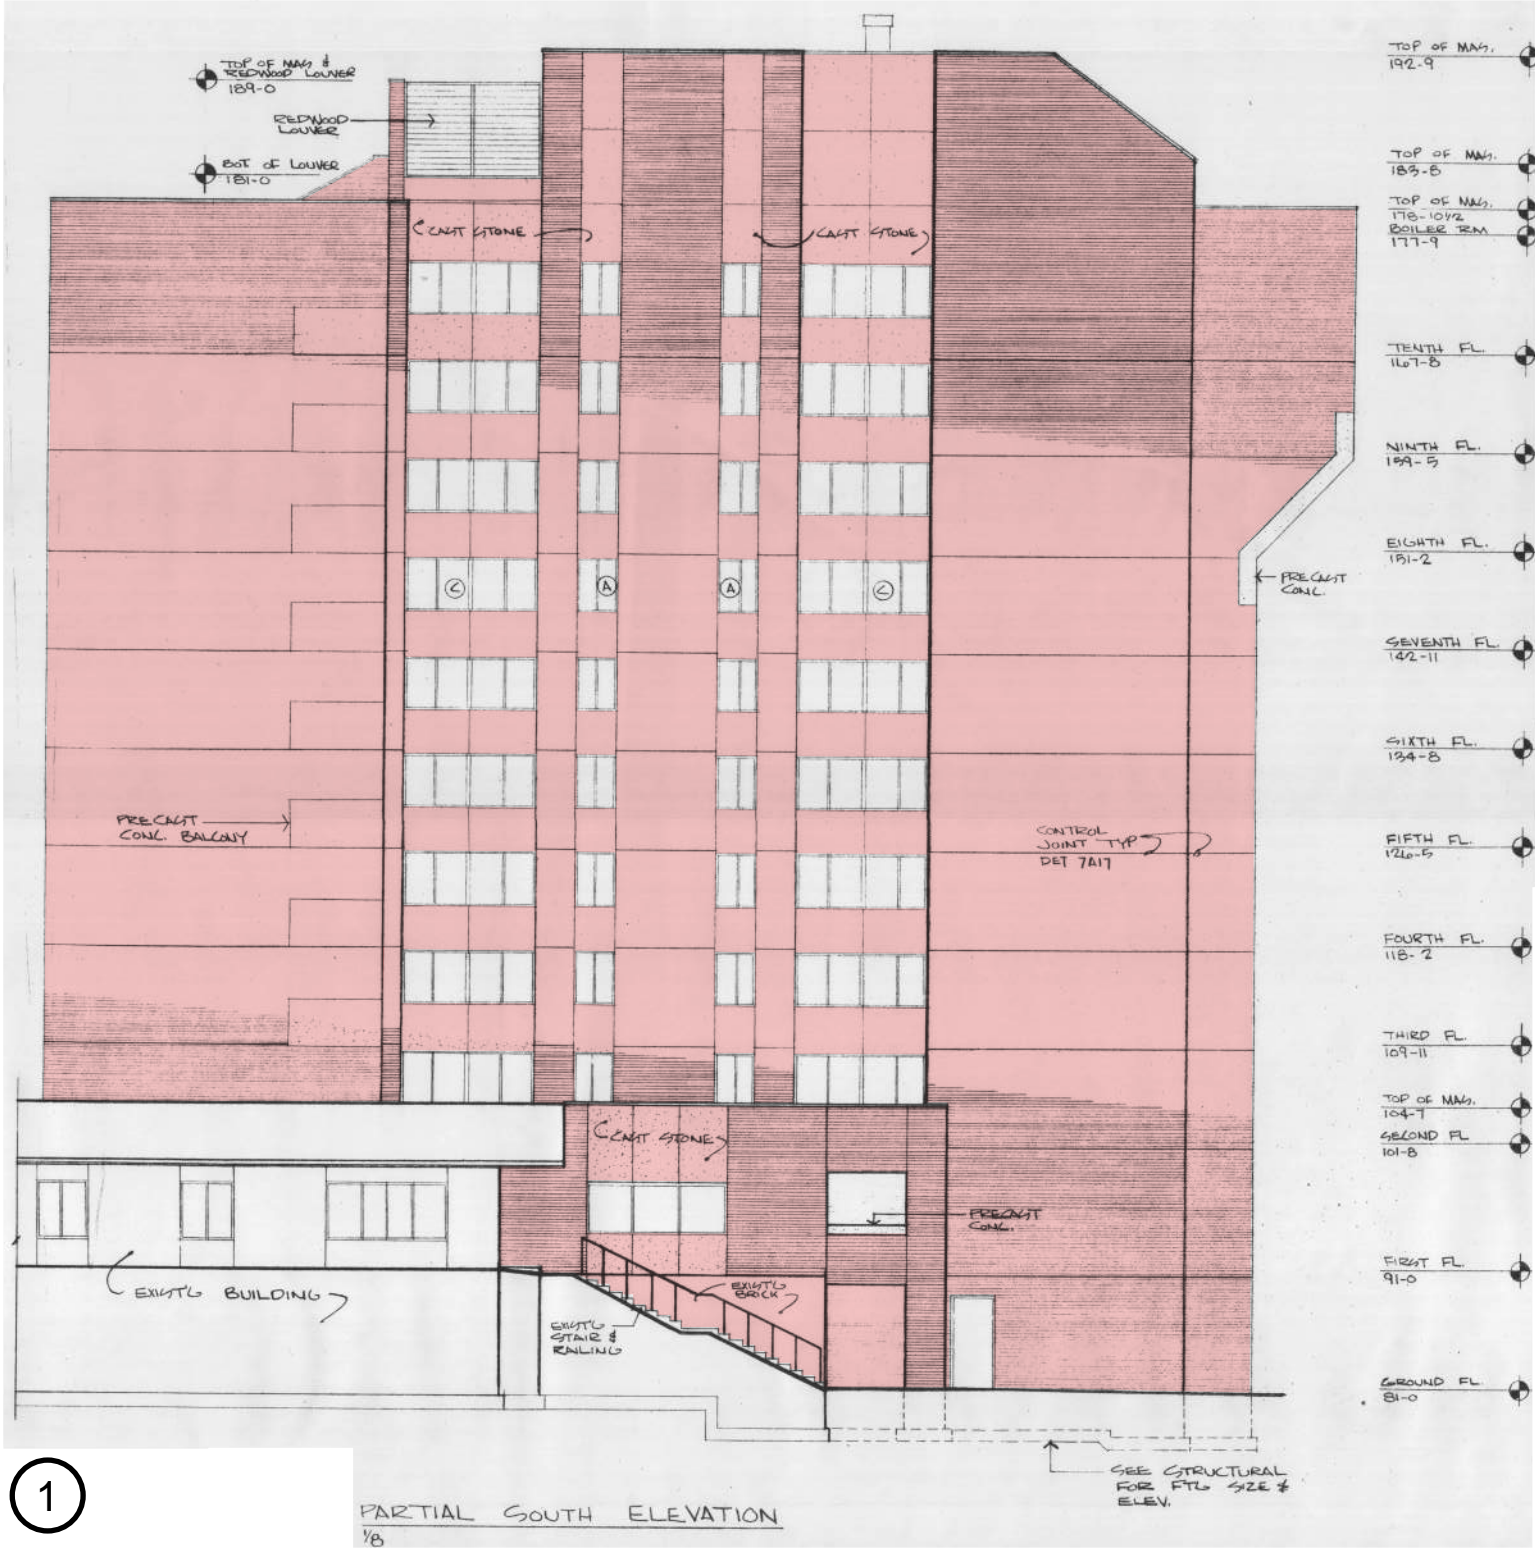 TOP OF MAS &
REDWOOD LOUVER
189-0
REDWOOD
LOUVER
BOT OF LOUVER
181-0
CAST STONE
CAST STONE
TOP OF MAS.
192-9
TOP OF MAS.
183-8
TOP OF MAS.
178-10 1/2
BOILER RM
177-9
TENTH FL.
167-8
NINTH FL.
159-5
EIGHTH FL.
151-2
C
A
A
C
PRECAST
CONC.
SEVENTH FL.
142-11
SIXTH FL.
134-8
PRECAST
CONC. BALCONY
CONTROL
JOINT TYP
DET 7A17
FIFTH FL.
126-5
FOURTH FL.
118-2
THIRD FL.
109-11
TOP OF MAS.
104-7
CAST STONE
SECOND FL
101-8
PRECAST
CONC.
FIRST FL.
91-0
EXIST'G BUILDING
EXIST'G
BRICK
EXIST'G
STAIR &
RAILING
GROUND FL.
81-0
SEE STRUCTURAL
FOR FTG SIZE &
ELEV.
1
PARTIAL SOUTH ELEVATION
1/8